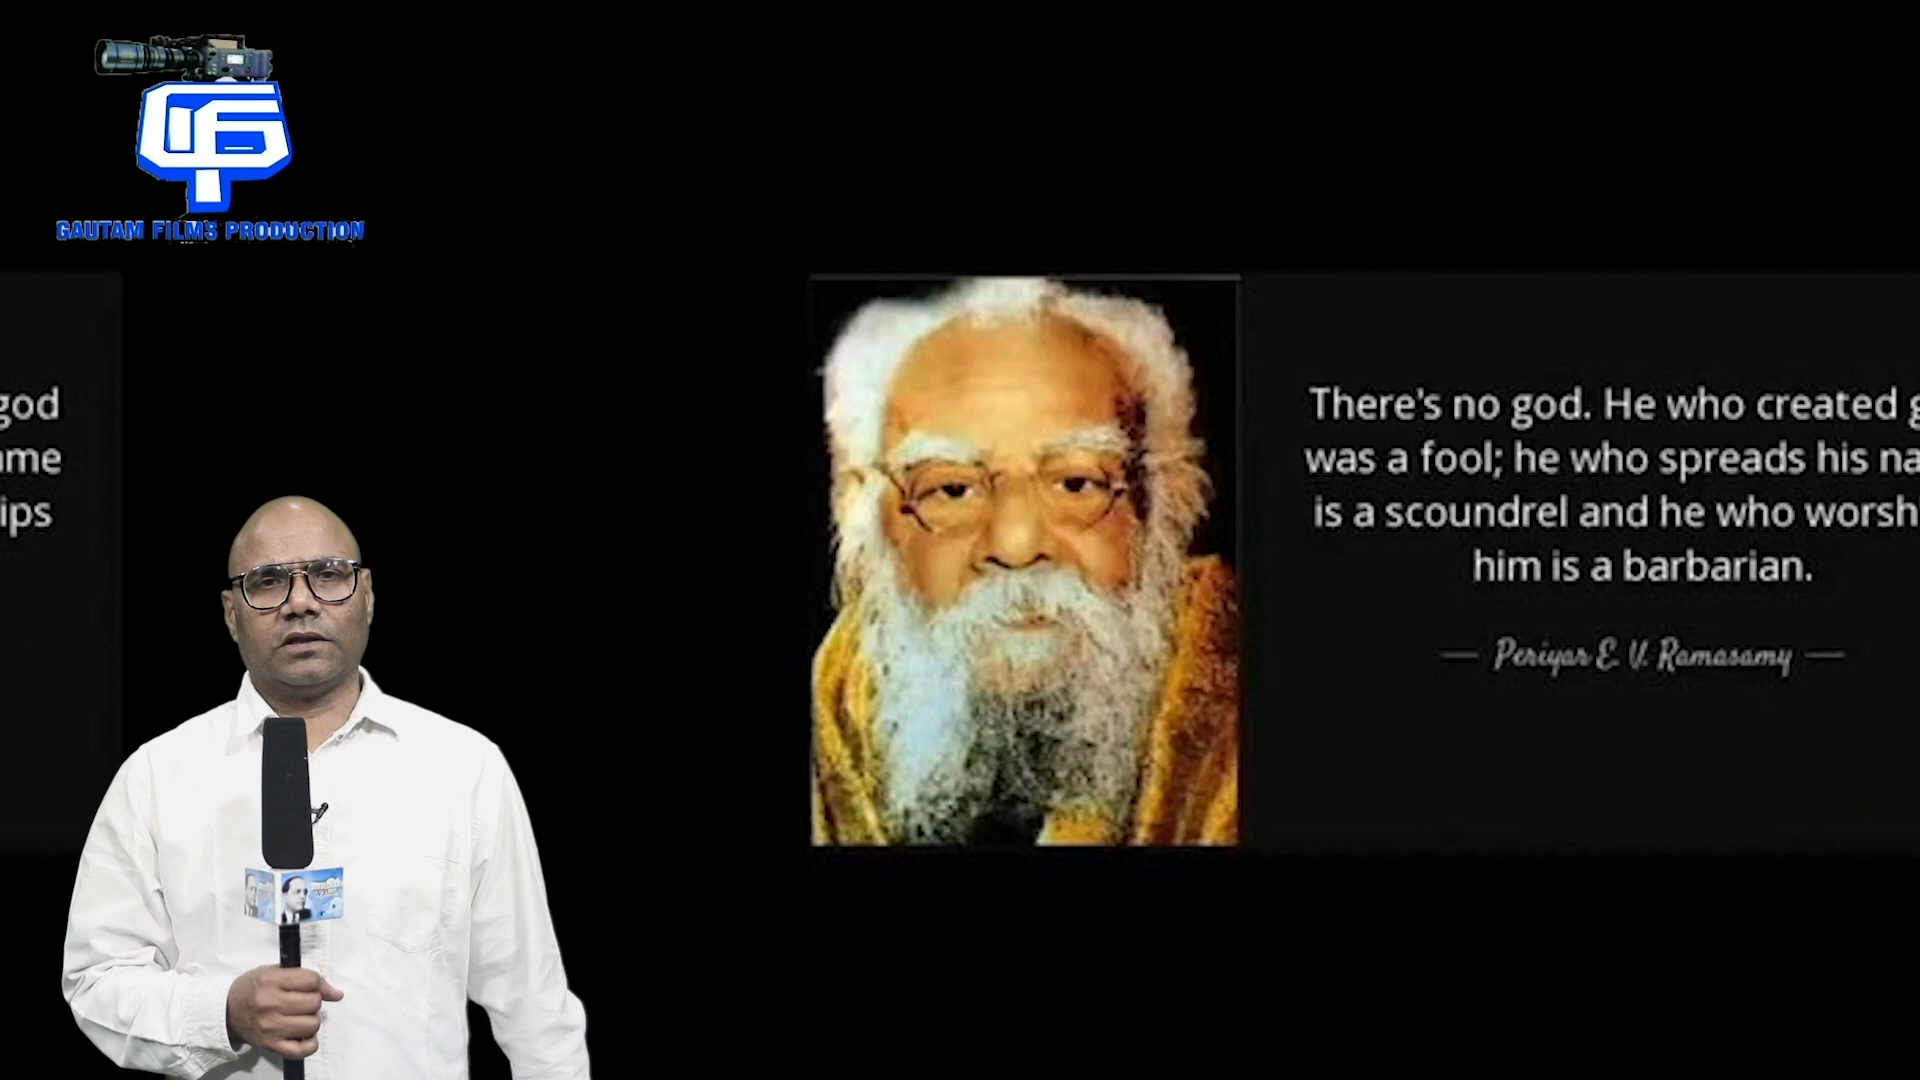 GAUTAM FILMS PRODUCTION
god
ame
ips
There's no god. He who created g
was a fool; he who spreads his na
is a scoundrel and he who worsh
him is a barbarian.
— Periyar E. V. Ramasamy —